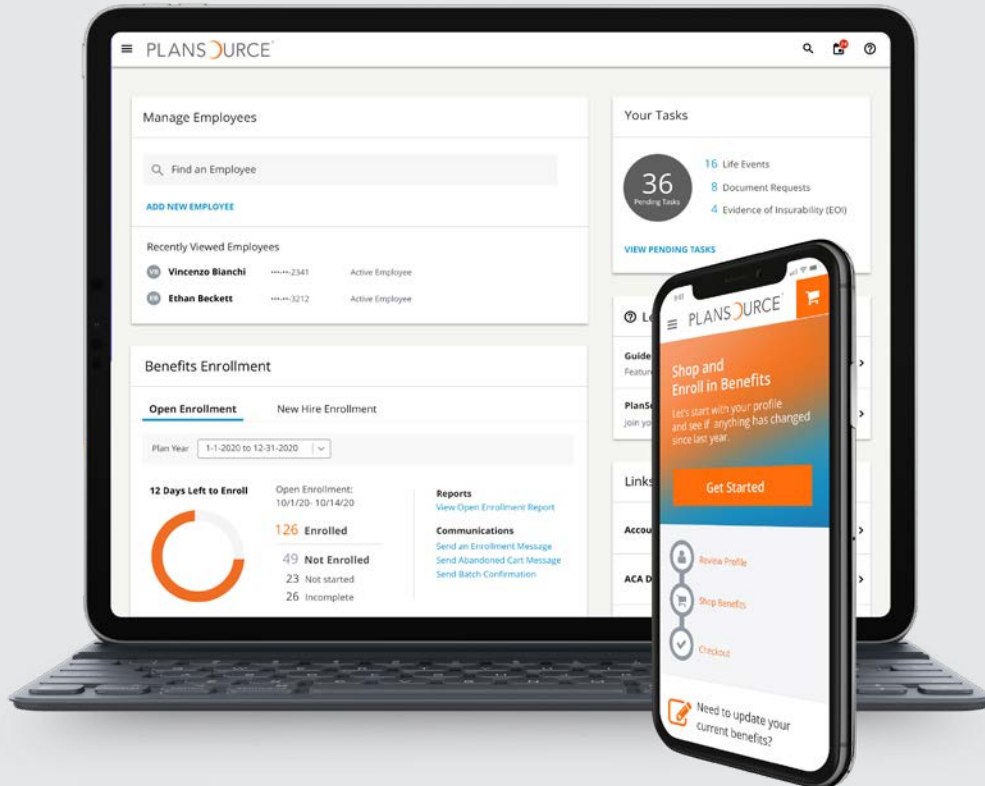 PLANSOURCE
Manage Employees
Find an Employee
ADD NEW EMPLOYEE
Recently Viewed Employees
VB Vincenzo Bianchi •••-••-2341 Active Employee
EB Ethan Beckett •••-••-3212 Active Employee
Benefits Enrollment
Open Enrollment New Hire Enrollment
Plan Year 1-1-2020 to 12-31-2020
12 Days Left to Enroll
Open Enrollment:
10/1/20- 10/14/20
126 Enrolled
49 Not Enrolled
23 Not started
26 Incomplete
Reports
View Open Enrollment Report
Communications
Send an Enrollment Message
Send Abandoned Cart Message
Send Batch Confirmation
Your Tasks
36
Pending Tasks
16 Life Events
8 Document Requests
4 Evidence of Insurability (EOI)
VIEW PENDING TASKS
Guide
Links
ACA D
PLANSOURCE
Shop and
Enroll in Benefits
Let's start with your profile
and see if anything has changed
since last year.
Get Started
Review Profile
Shop Benefits
Checkout
Need to update your
current benefits?